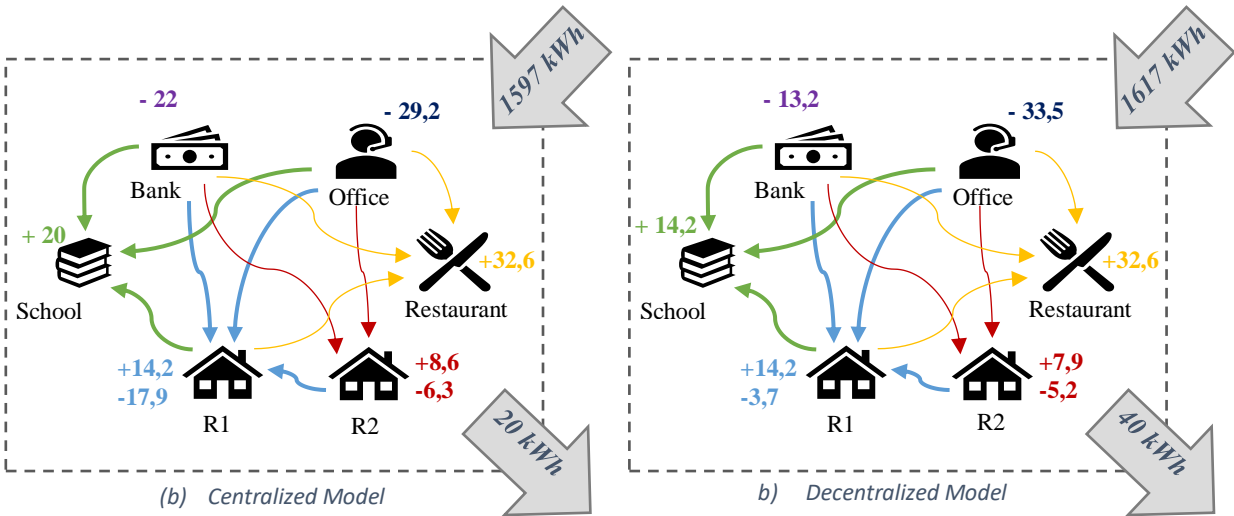 1597 kWh
- 22
- 29,2
Bank
Office
+ 20
+32,6
School
Restaurant
+14,2
-17,9
+8,6
-6,3
R1
R2
20 kWh
(b) Centralized Model
1617 kWh
- 13,2
- 33,5
Bank
Office
+ 14,2
+32,6
School
Restaurant
+14,2
-3,7
+7,9
-5,2
R1
R2
40 kWh
b) Decentralized Model